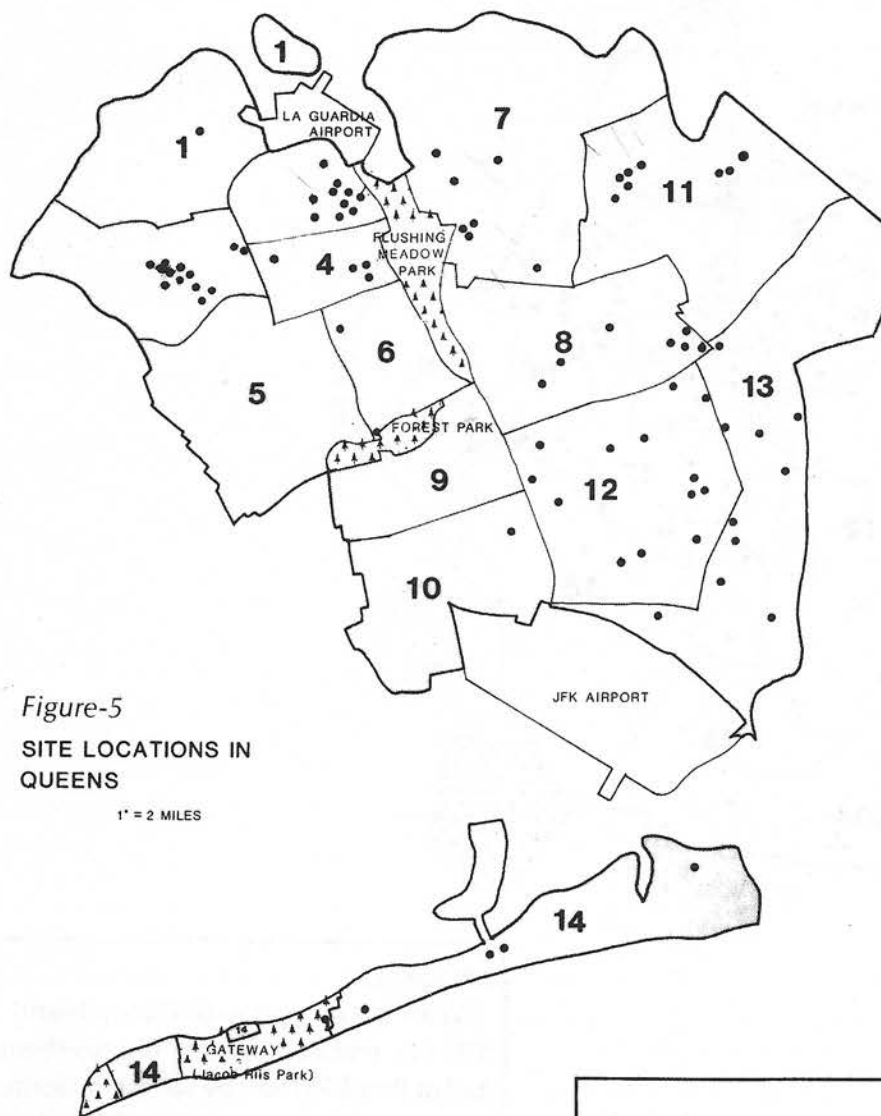 1
LA GUARDIA
AIRPORT
7
1
11
FLUSHING
MEADOW
PARK
4
8
6
13
5
FOREST PARK
9
12
10
JFK AIRPORT
Figure-5
SITE LOCATIONS IN
QUEENS
1" = 2 MILES
14
14
GATEWAY
14
(Jacob Riis Park)